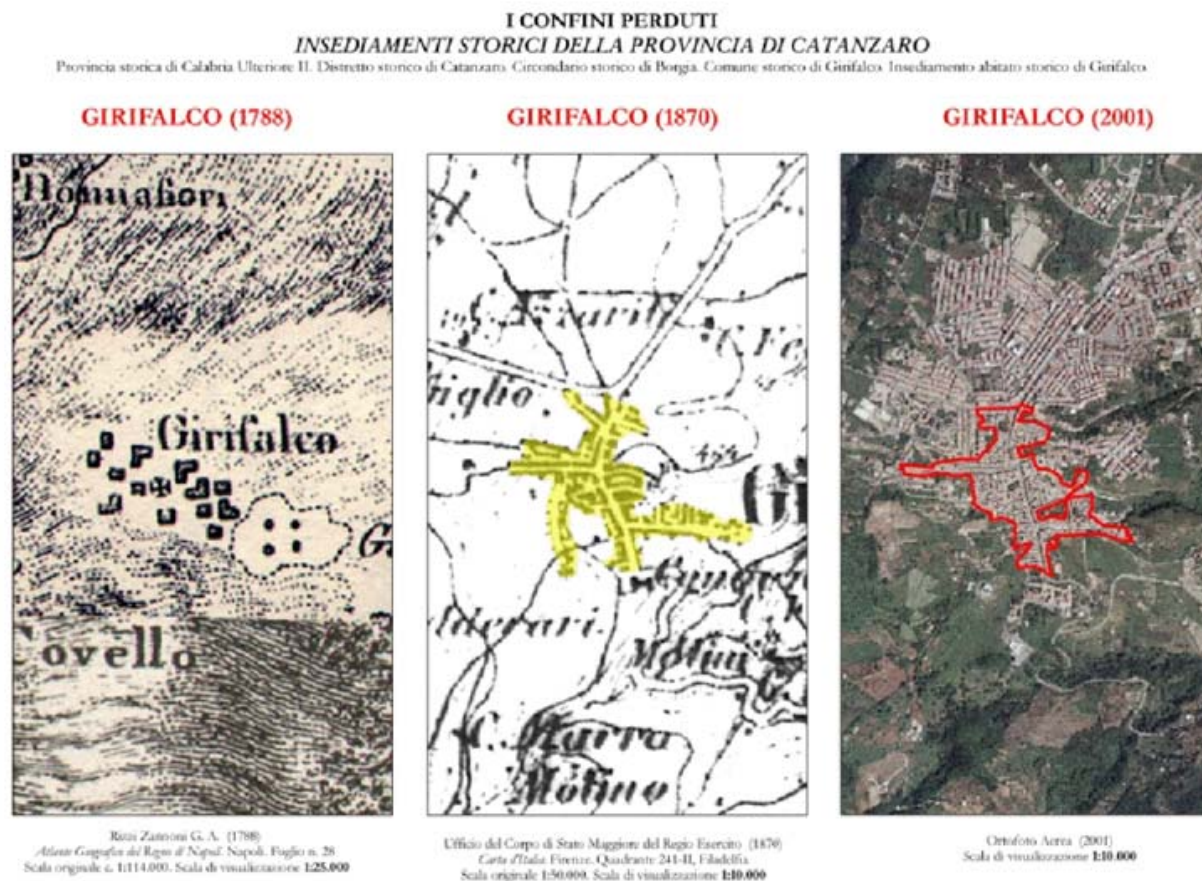 I CONFINI PERDUTI
INSEDIAMENTI STORICI DELLA PROVINCIA DI CATANZARO
Provincia storica di Calabria Ulteriore II. Distretto storico di Catanzaro. Circondario storico di Borgia. Comune storico di Girifalco. Insediamento abitato storico di Girifalco.
GIRIFALCO (1788)
Girifalco
Covello
Rizzi Zannoni G. A. (1788)
Atlante Geografico del Regno di Napoli. Napoli. Foglio n. 28
Scala originale c. 1:114.000. Scala di visualizzazione 1:25.000
GIRIFALCO (1870)
iglio
454
Molini
C. Marra
Molino
Ufficio del Corpo di Stato Maggiore del Regio Esercito (1870)
Carta d'Italia. Firenze. Quadrante 241-II, Filadelfia
Scala originale 1:50.000. Scala di visualizzazione 1:10.000
GIRIFALCO (2001)
Ortofoto Aerea (2001)
Scala di visualizzazione 1:10.000